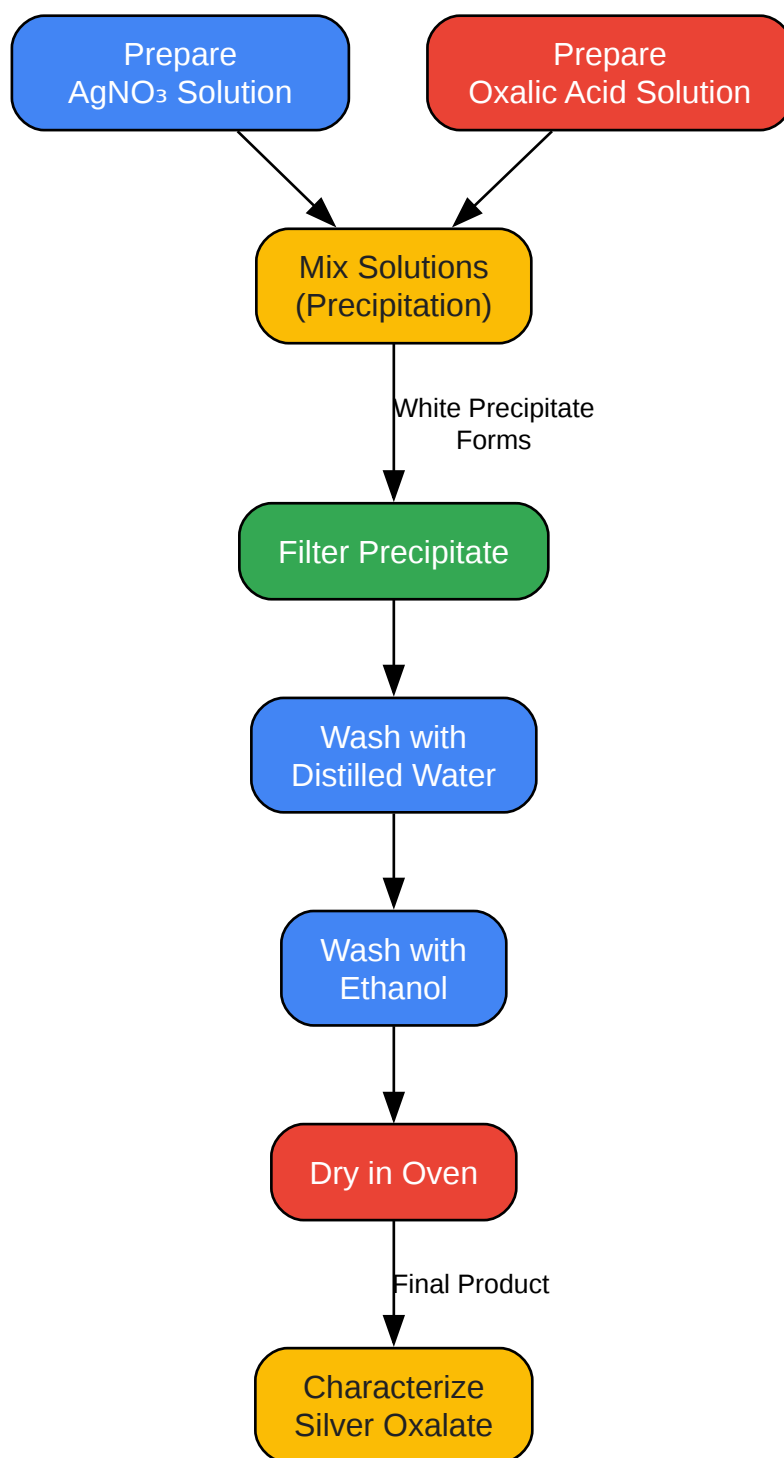 Prepare
AgNO₃ Solution
Prepare
Oxalic Acid Solution
Mix Solutions
(Precipitation)
White Precipitate
Forms
Filter Precipitate
Wash with
Distilled Water
Wash with
Ethanol
Dry in Oven
Final Product
Characterize
Silver Oxalate